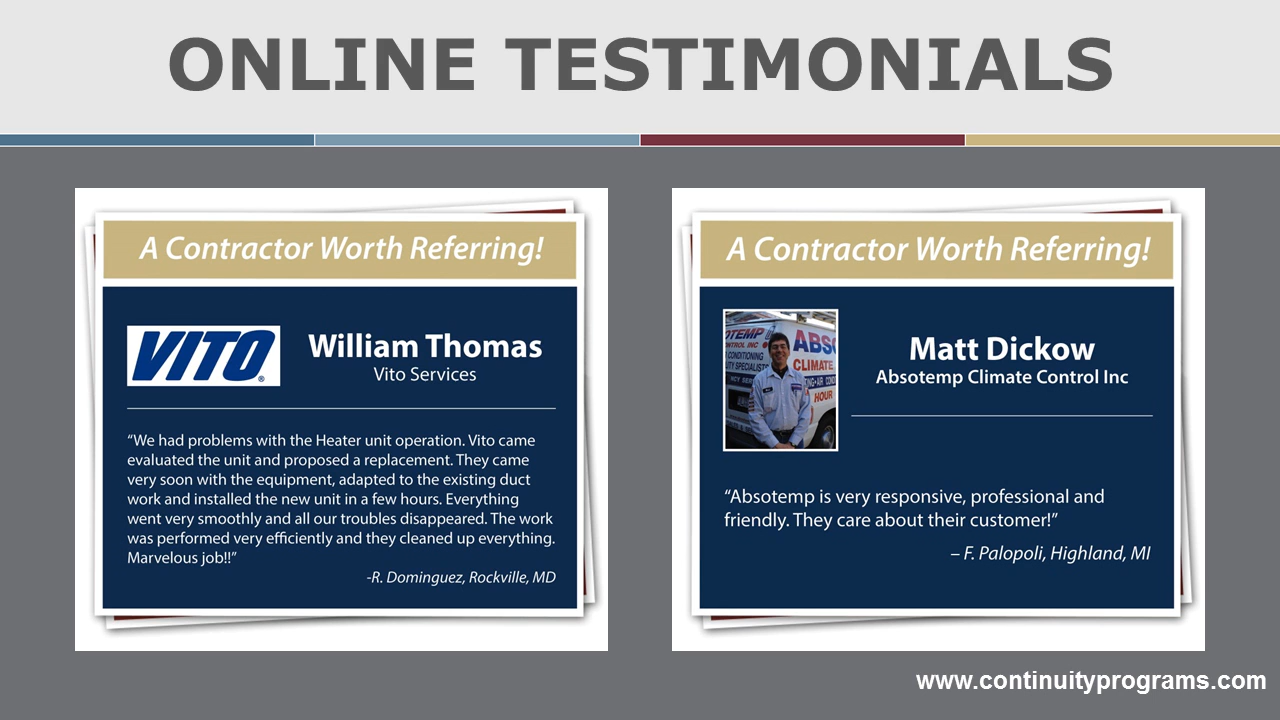 ONLINE TESTIMONIALS
A Contractor Worth Referring!
VITO®
William Thomas
Vito Services
“We had problems with the Heater unit operation. Vito came
evaluated the unit and proposed a replacement. They came
very soon with the equipment, adapted to the existing duct
work and installed the new unit in a few hours. Everything
went very smoothly and all our troubles disappeared. The work
was performed very efficiently and they cleaned up everything.
Marvelous job!!”
-R. Dominguez, Rockville, MD
A Contractor Worth Referring!
ABSO
CLIMATE
HOUR
Matt Dickow
Absotemp Climate Control Inc
“Absotemp is very responsive, professional and
friendly. They care about their customer!”
– F. Palopoli, Highland, MI
www.continuityprograms.com